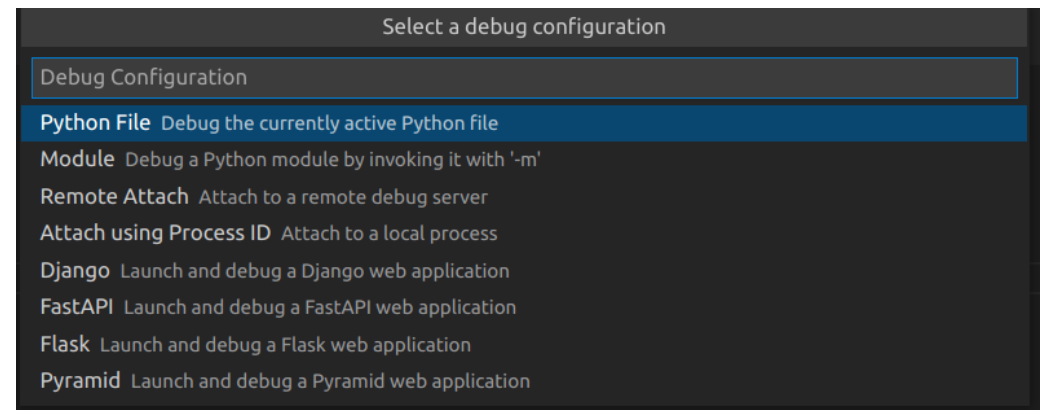 Select a debug configuration
Debug Configuration
Python File Debug the currently active Python file
Module Debug a Python module by invoking it with '-m'
Remote Attach Attach to a remote debug server
Attach using Process ID Attach to a local process
Django Launch and debug a Django web application
FastAPI Launch and debug a FastAPI web application
Flask Launch and debug a Flask web application
Pyramid Launch and debug a Pyramid web application